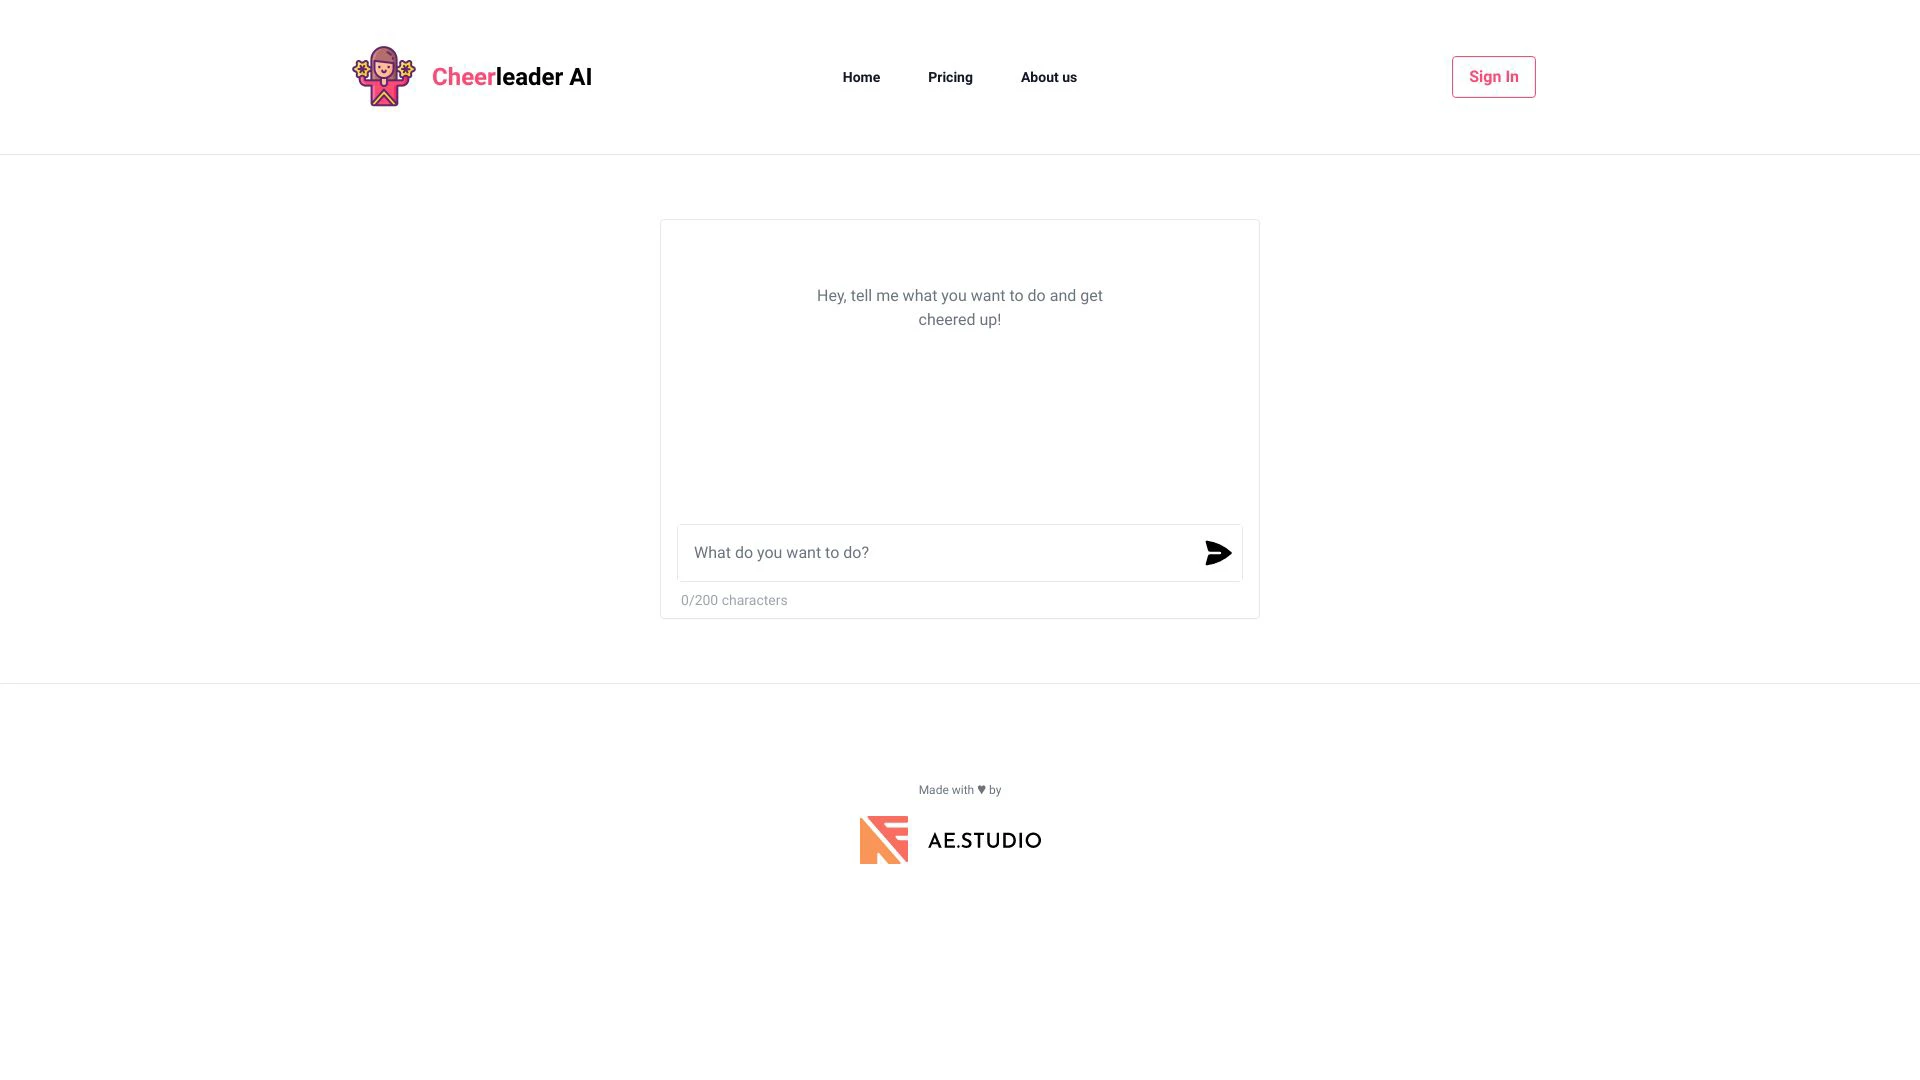 Cheerleader AI
Home
Pricing
About us
Sign In
Hey, tell me what you want to do and get
cheered up!
What do you want to do?
0/200 characters
Made with ♥ by
AE.STUDIO